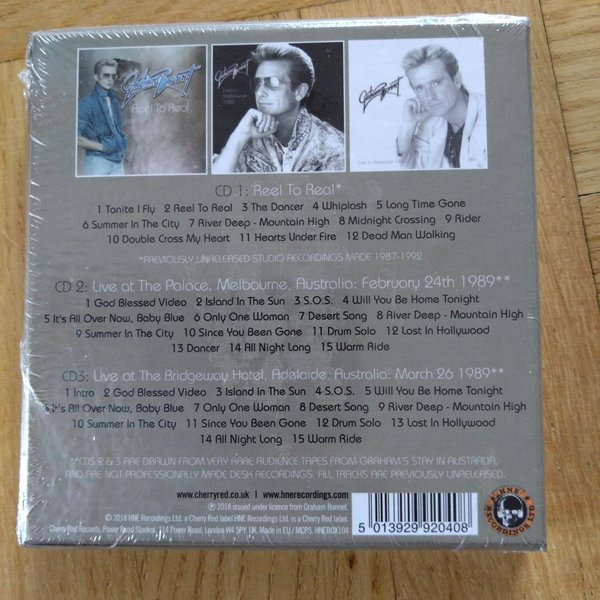 Graham Bonnet
Reel To Real
Graham Bonnet
Live in
Melbourne
1989
Graham Bonnet
Live in Adelaide 1989
CD 1: Reel To Real*
1 Tonite I Fly 2 Reel To Real 3 The Dancer 4 Whiplash 5 Long Time Gone
6 Summer In The City 7 River Deep - Mountain High 8 Midnight Crossing 9 Rider
10 Double Cross My Heart 11 Hearts Under Fire 12 Dead Man Walking
*PREVIOUSLY UNRELEASED STUDIO RECORDINGS MADE 1987-1992.
CD 2: Live at The Palace, Melbourne, Australia: February 24th 1989**
1 God Blessed Video 2 Island In The Sun 3 S.O.S. 4 Will You Be Home Tonight
5 It's All Over Now, Baby Blue 6 Only One Woman 7 Desert Song 8 River Deep - Mountain High
9 Summer In The City 10 Since You Been Gone 11 Drum Solo 12 Lost In Hollywood
13 Dancer 14 All Night Long 15 Warm Ride
CD3: Live at The Bridgeway Hotel, Adelaide, Australia: March 26 1989**
1 Intro 2 God Blessed Video 3 Island In The Sun 4 S.O.S. 5 Will You Be Home Tonight
6 It's All Over Now, Baby Blue 7 Only One Woman 8 Desert Song 9 River Deep - Mountain High
10 Summer In The City 11 Since You Been Gone 12 Drum Solo 13 Lost In Hollywood
14 All Night Long 15 Warm Ride
**CDS 2 & 3 ARE DRAWN FROM VERY RARE AUDIENCE TAPES FROM GRAHAM'S STAY IN AUSTRALIA,
AND ARE NOT PROFESSIONALLY MADE DESK RECORDINGS. ALL TRACKS ARE PREVIOUSLY UNRELEASED.
www.cherryred.co.uk | www.hnerecordings.com
℗ 2018 issued under licence from Graham Bonnet.
© 2018 HNE Recordings Ltd. a Cherry Red label. HNE Recordings Ltd. is a Cherry Red label.
Cherry Red Records, Power Road Studios, 114 Power Road, London W4 5PY, UK. Made in EU / MCPS. HNEBOX104
5 013929 920408
HNE
RECORDINGS LTD